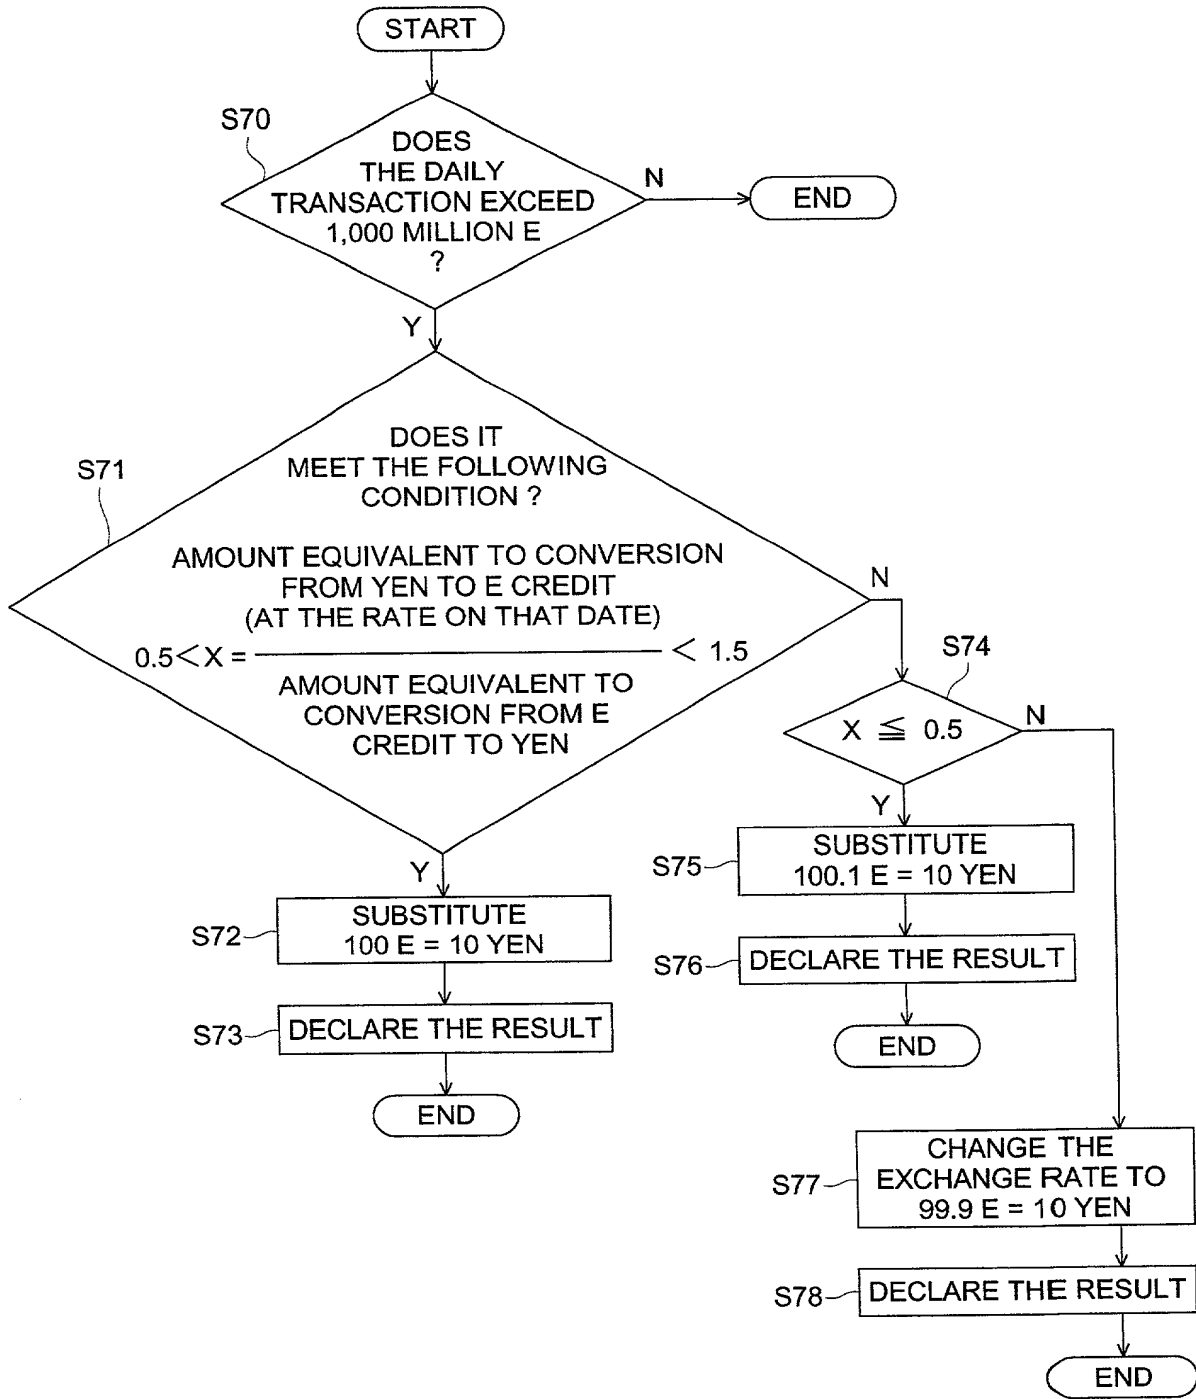 START
S70
DOES
THE DAILY
TRANSACTION EXCEED
1,000 MILLION E
?
N
END
Y
S71
DOES IT
MEET THE FOLLOWING
CONDITION ?
AMOUNT EQUIVALENT TO CONVERSION
FROM YEN TO E CREDIT
(AT THE RATE ON THAT DATE)
0.5 < X = < 1.5
AMOUNT EQUIVALENT TO
CONVERSION FROM E
CREDIT TO YEN
N
S74
X ≦ 0.5
N
Y
Y
S75
SUBSTITUTE
100.1 E = 10 YEN
S72
SUBSTITUTE
100 E = 10 YEN
S76
DECLARE THE RESULT
S73
DECLARE THE RESULT
END
END
S77
CHANGE THE
EXCHANGE RATE TO
99.9 E = 10 YEN
S78
DECLARE THE RESULT
END